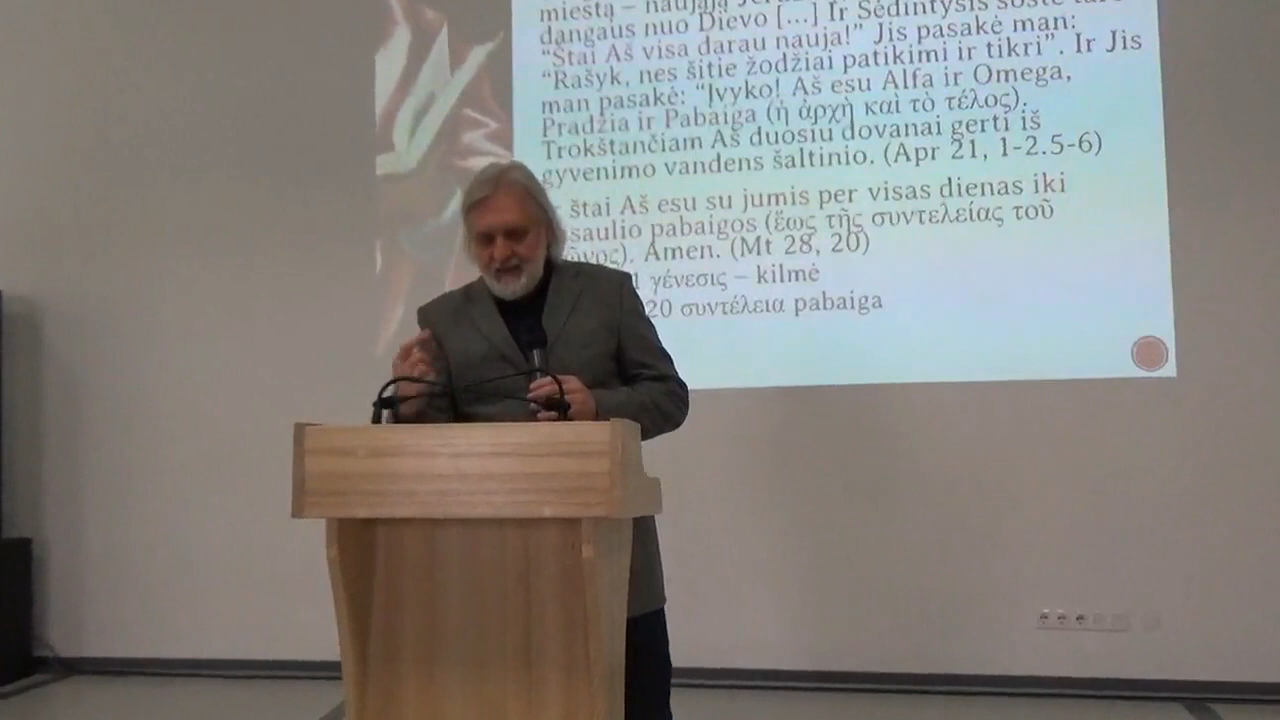 miestą – naująją
dangaus nuo Dievo [...] Ir Sėdintysis soste
“Štai Aš visa darau nauja!” Jis pasakė man:
“Rašyk, nes šitie žodžiai patikimi ir tikri”. Ir Jis
man pasakė: “Įvyko! Aš esu Alfa ir Omega,
Pradžia ir Pabaiga (ἡ ἀρχὴ καὶ τὸ τέλος).
Trokštančiam Aš duosiu dovanai gerti iš
gyvenimo vandens šaltinio. (Apr 21, 1-2.5-6)
štai Aš esu su jumis per visas dienas iki
saulio pabaigos (ἕως τῆς συντελείας τοῦ
). Amen. (Mt 28, 20)
1 γένεσις – kilmė
20 συντέλεια pabaiga